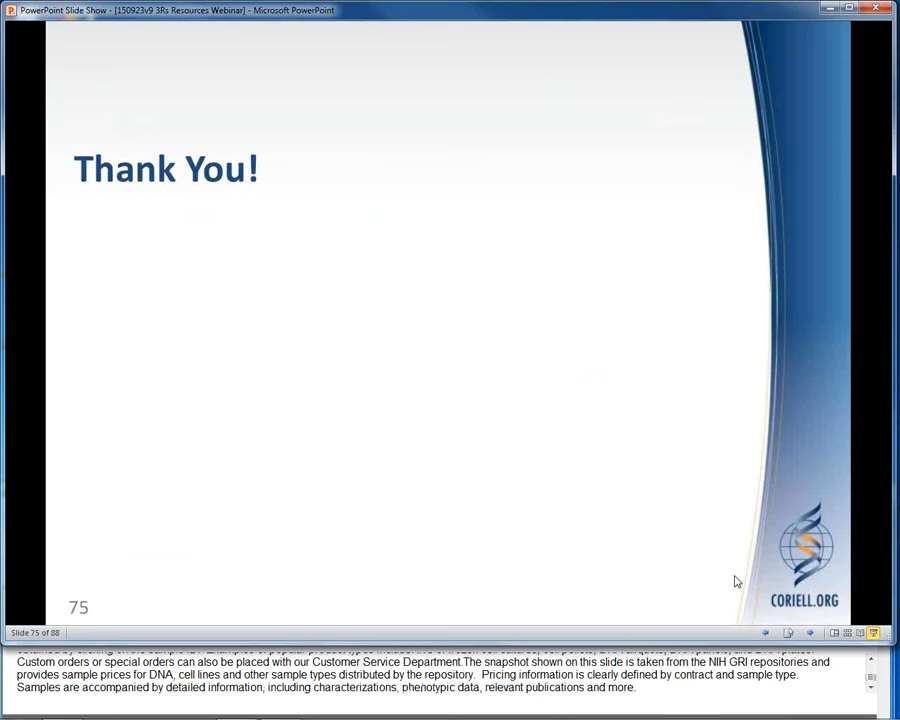 PowerPoint Slide Show - [150923v9 3Rs Resources Webinar] - Microsoft PowerPoint
Thank You!
CORIELL.ORG
75
Slide 75 of 88
Custom orders or special orders can also be placed with our Customer Service Department.The snapshot shown on this slide is taken from the NIH GRI repositories and
provides sample prices for DNA, cell lines and other sample types distributed by the repository. Pricing information is clearly defined by contract and sample type.
Samples are accompanied by detailed information, including characterizations, phenotypic data, relevant publications and more.